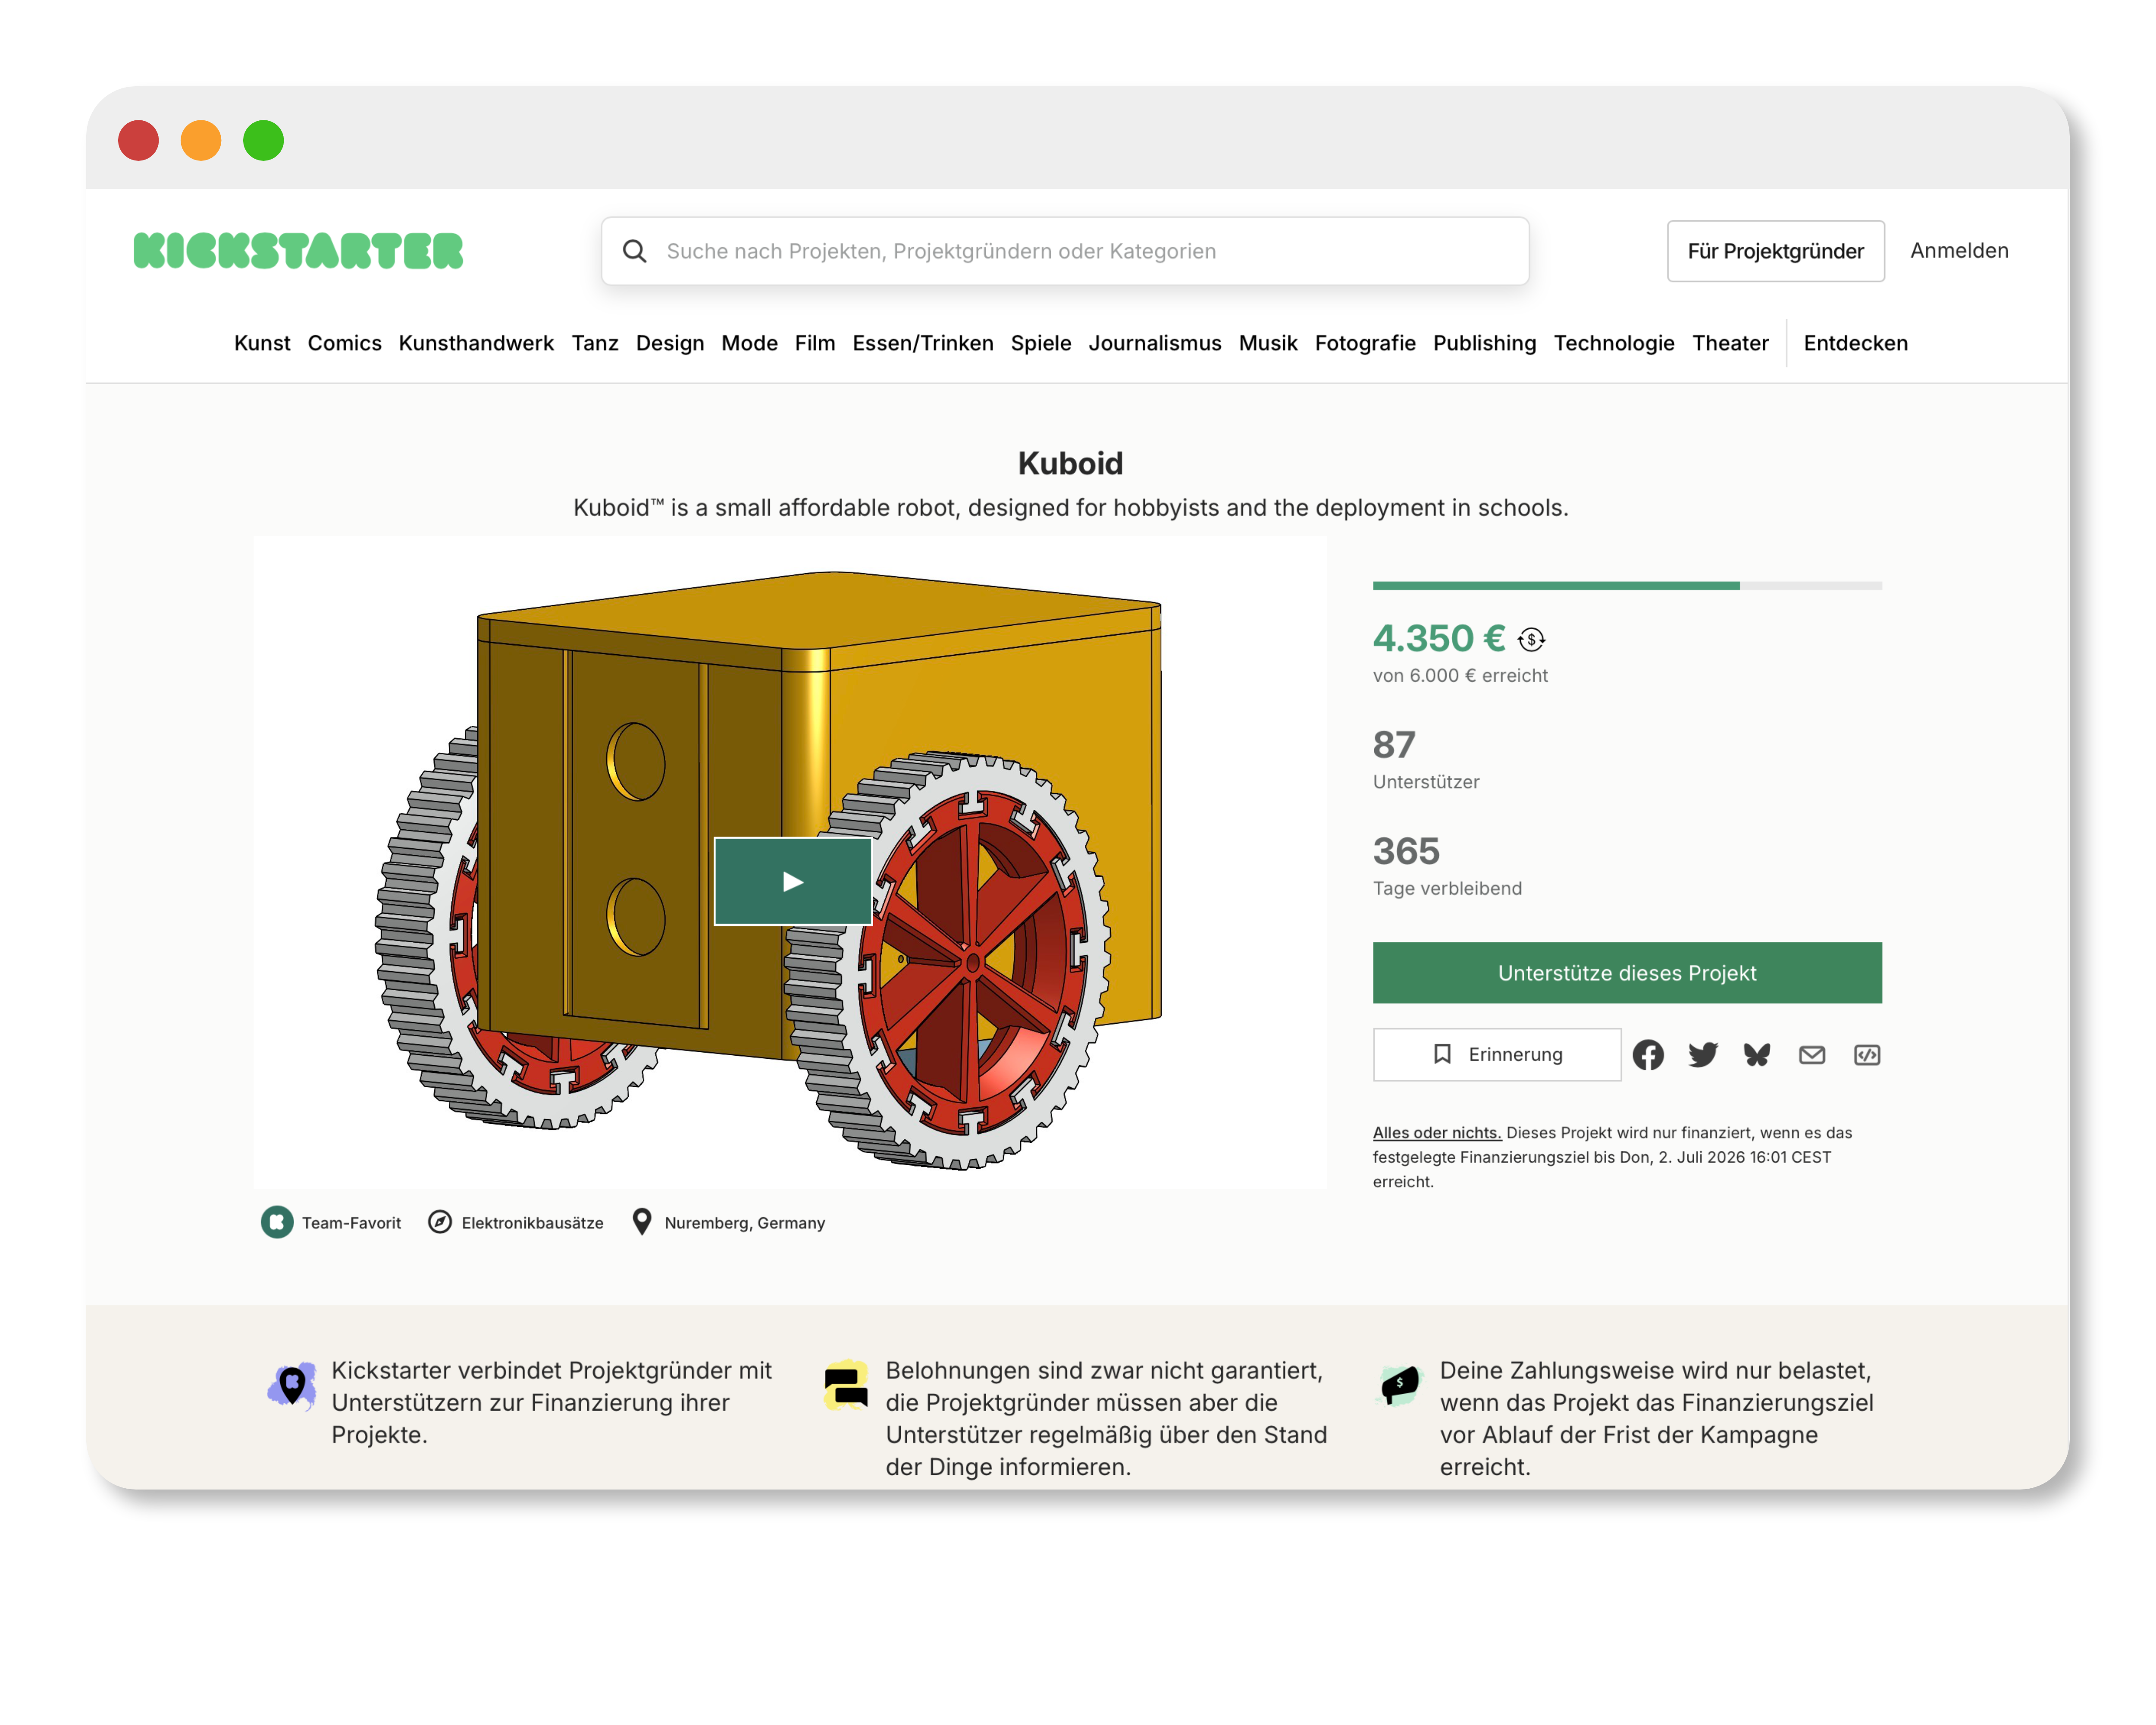 KICKSTARTER
Suche nach Projekten, Projektgründern oder Kategorien
Für Projektgründer
Anmelden
Kunst Comics Kunsthandwerk Tanz Design Mode Film Essen/Trinken Spiele Journalismus Musik Fotografie Publishing Technologie Theater Entdecken
Kuboid
Kuboid™ is a small affordable robot, designed for hobbyists and the deployment in schools.
4.350 €
von 6.000 € erreicht
87
Unterstützer
365
Tage verbleibend
Unterstütze dieses Projekt
Erinnerung
Alles oder nichts. Dieses Projekt wird nur finanziert, wenn es das
festgelegte Finanzierungsziel bis Don, 2. Juli 2026 16:01 CEST
erreicht.
Team-Favorit
Elektronikbausätze
Nuremberg, Germany
Kickstarter verbindet Projektgründer mit
Unterstützern zur Finanzierung ihrer
Projekte.
Belohnungen sind zwar nicht garantiert,
die Projektgründer müssen aber die
Unterstützer regelmäßig über den Stand
der Dinge informieren.
Deine Zahlungsweise wird nur belastet,
wenn das Projekt das Finanzierungsziel
vor Ablauf der Frist der Kampagne
erreicht.